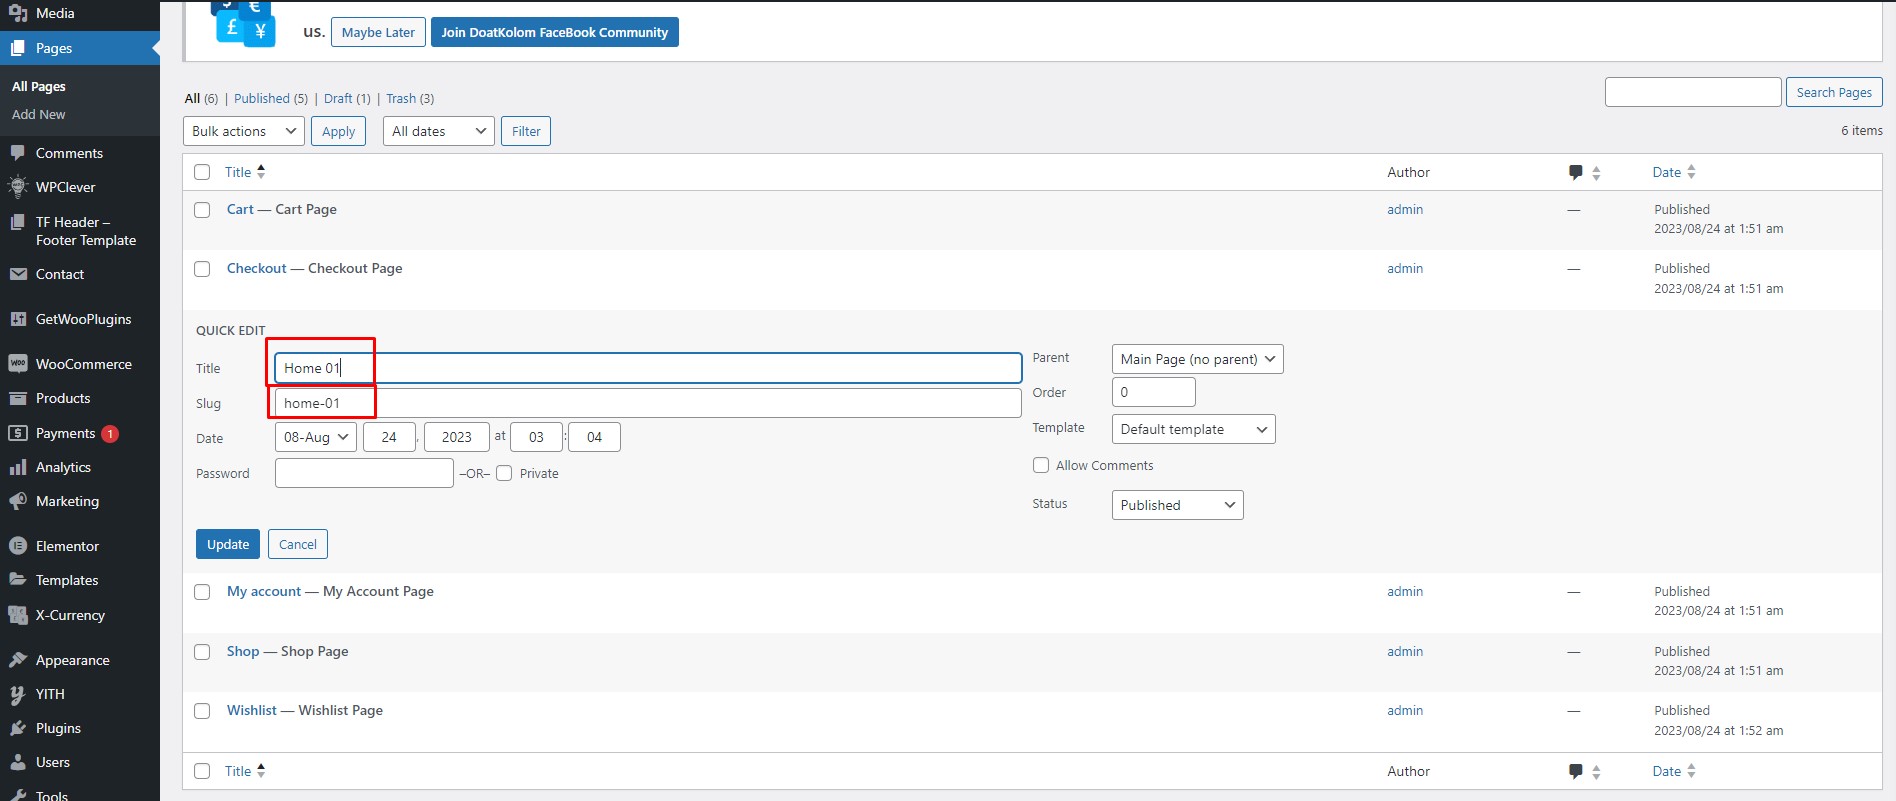 Media
Pages
All Pages
Add New
Comments
WPClever
TF Header –
Footer Template
Contact
GetWooPlugins
WOO WooCommerce
Products
Payments 1
Analytics
Marketing
Elementor
Templates
X-Currency
Appearance
YITH
Plugins
Users
Tools
$ €
£ ¥
us. Maybe Later Join DoatKolom FaceBook Community
All (6) | Published (5) | Draft (1) | Trash (3)
Search Pages
Bulk actions Apply All dates Filter
6 items
Title Author Date
Cart — Cart Page admin — Published
2023/08/24 at 1:51 am
Checkout — Checkout Page admin — Published
2023/08/24 at 1:51 am
QUICK EDIT
Title Home 01
Slug home-01
Date 08-Aug 24 , 2023 at 03 : 04
Password –OR– Private
Parent Main Page (no parent)
Order 0
Template Default template
Allow Comments
Status Published
Update Cancel
My account — My Account Page admin — Published
2023/08/24 at 1:51 am
Shop — Shop Page admin — Published
2023/08/24 at 1:51 am
Wishlist — Wishlist Page admin — Published
2023/08/24 at 1:52 am
Title Author Date